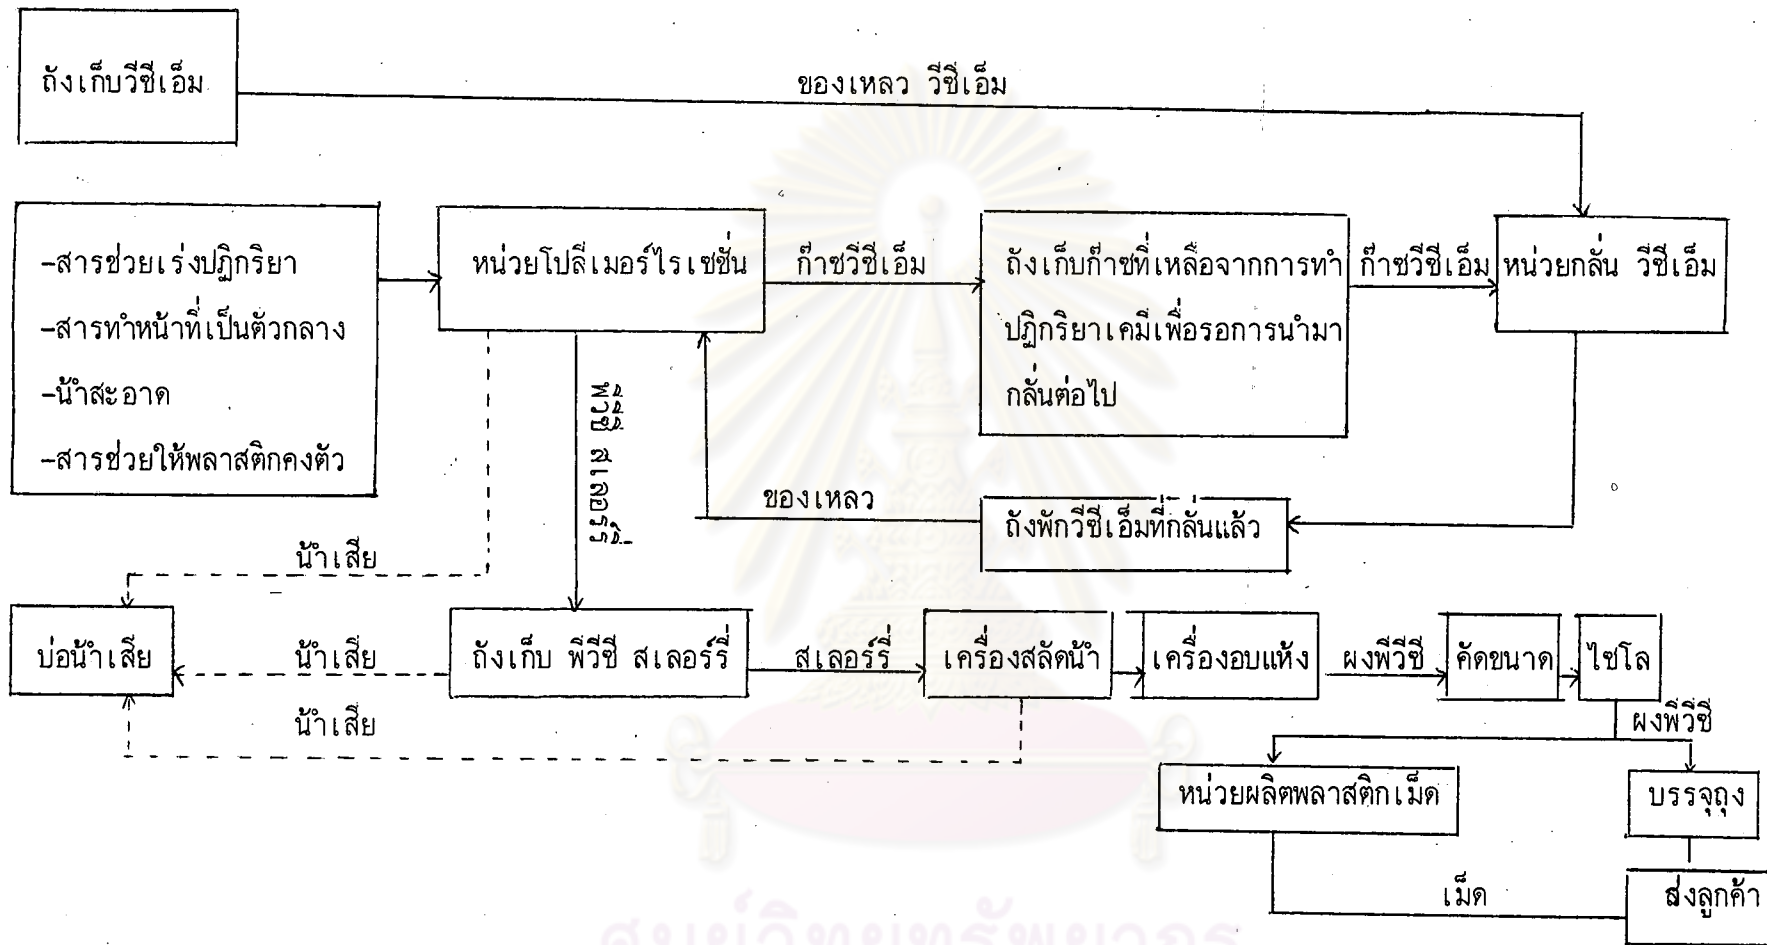 ถังเก็บวีซีเอ็ม
ของเหลว วีซีเอ็ม
-สารช่วยเร่งปฏิกริยา
-สารทำหน้าที่เป็นตัวกลาง
-น้ำสะอาด
-สารช่วยให้พลาสติกคงตัว
หน่วยโปลีเมอร์ไรเซชั่น
ก๊าซวีซีเอ็ม
ถังเก็บก๊าซที่เหลือจากการทำ
ปฏิกริยาเคมีเพื่อรอการนำมา
กลั่นต่อไป
ก๊าซวีซีเอ็ม
หน่วยกลั่น วีซีเอ็ม
พีวีซี สเลอร์รี่
ของเหลว
ถังพักวีซีเอ็มที่กลั่นแล้ว
น้ำเสีย
บ่อน้ำเสีย
น้ำเสีย
ถังเก็บ พีวีซี สเลอร์รี่
สเลอร์รี่
เครื่องสลัดน้ำ
เครื่องอบแห้ง
ผงพีวีซี
คัดขนาด
ไซโล
น้ำเสีย
ผงพีวีซี
หน่วยผลิตพลาสติกเม็ด
บรรจุถุง
เม็ด
ส่งลูกค้า
ศูนย์วิทยทรัพยากร